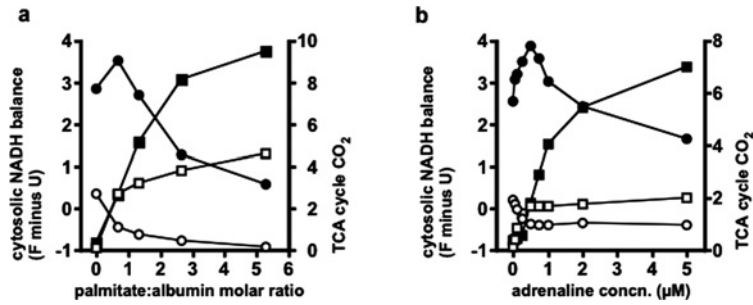 a
cytosolic NADH balance
(F minus U)
4
3
2
1
0
-1
10
8
6
4
2
0
TCA cycle CO2
0 1 2 3 4 5 6
palmitate:albumin molar ratio
b
cytosolic NADH balance
(F minus U)
4
3
2
1
0
-1
8
6
4
2
0
TCA cycle CO2
0 1 2 3 4 5
adrenaline concn. (µM)